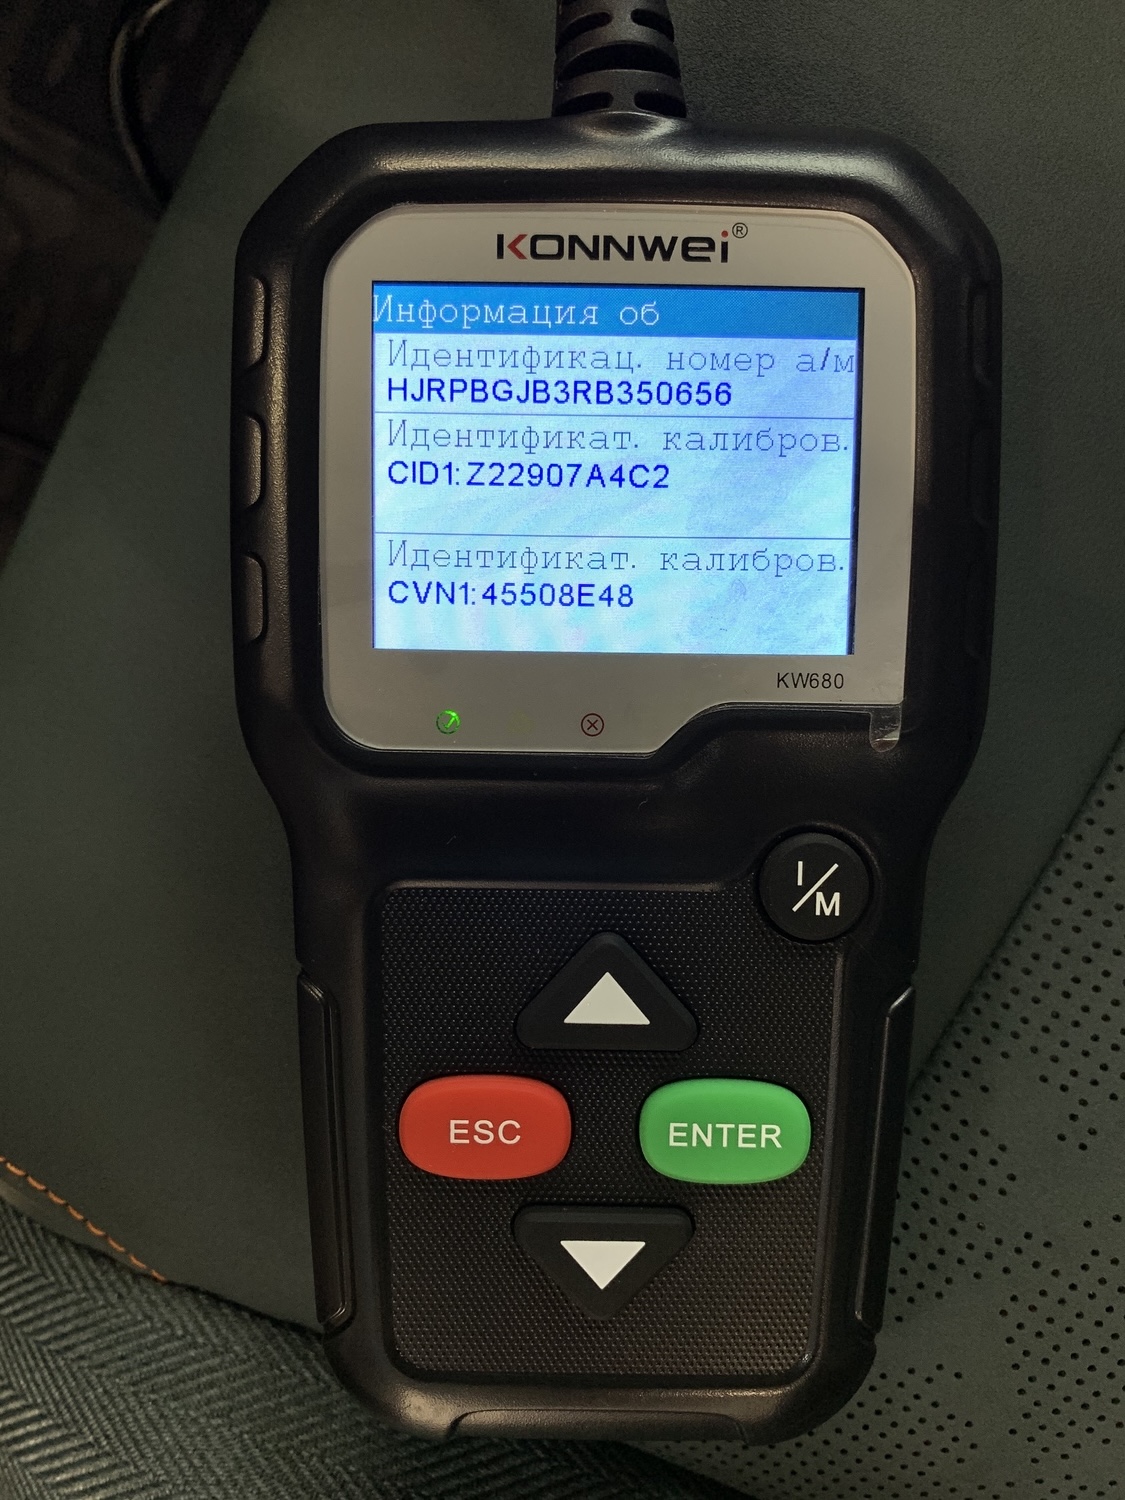 KONNWEI®
Информация об
Идентификац. номер а/м
HJRPBGJB3RB350656
Идентификат. калибров.
CID1:Z22907A4C2
Идентификат. калибров.
CVN1:45508E48
KW680
I/M
ESC
ENTER